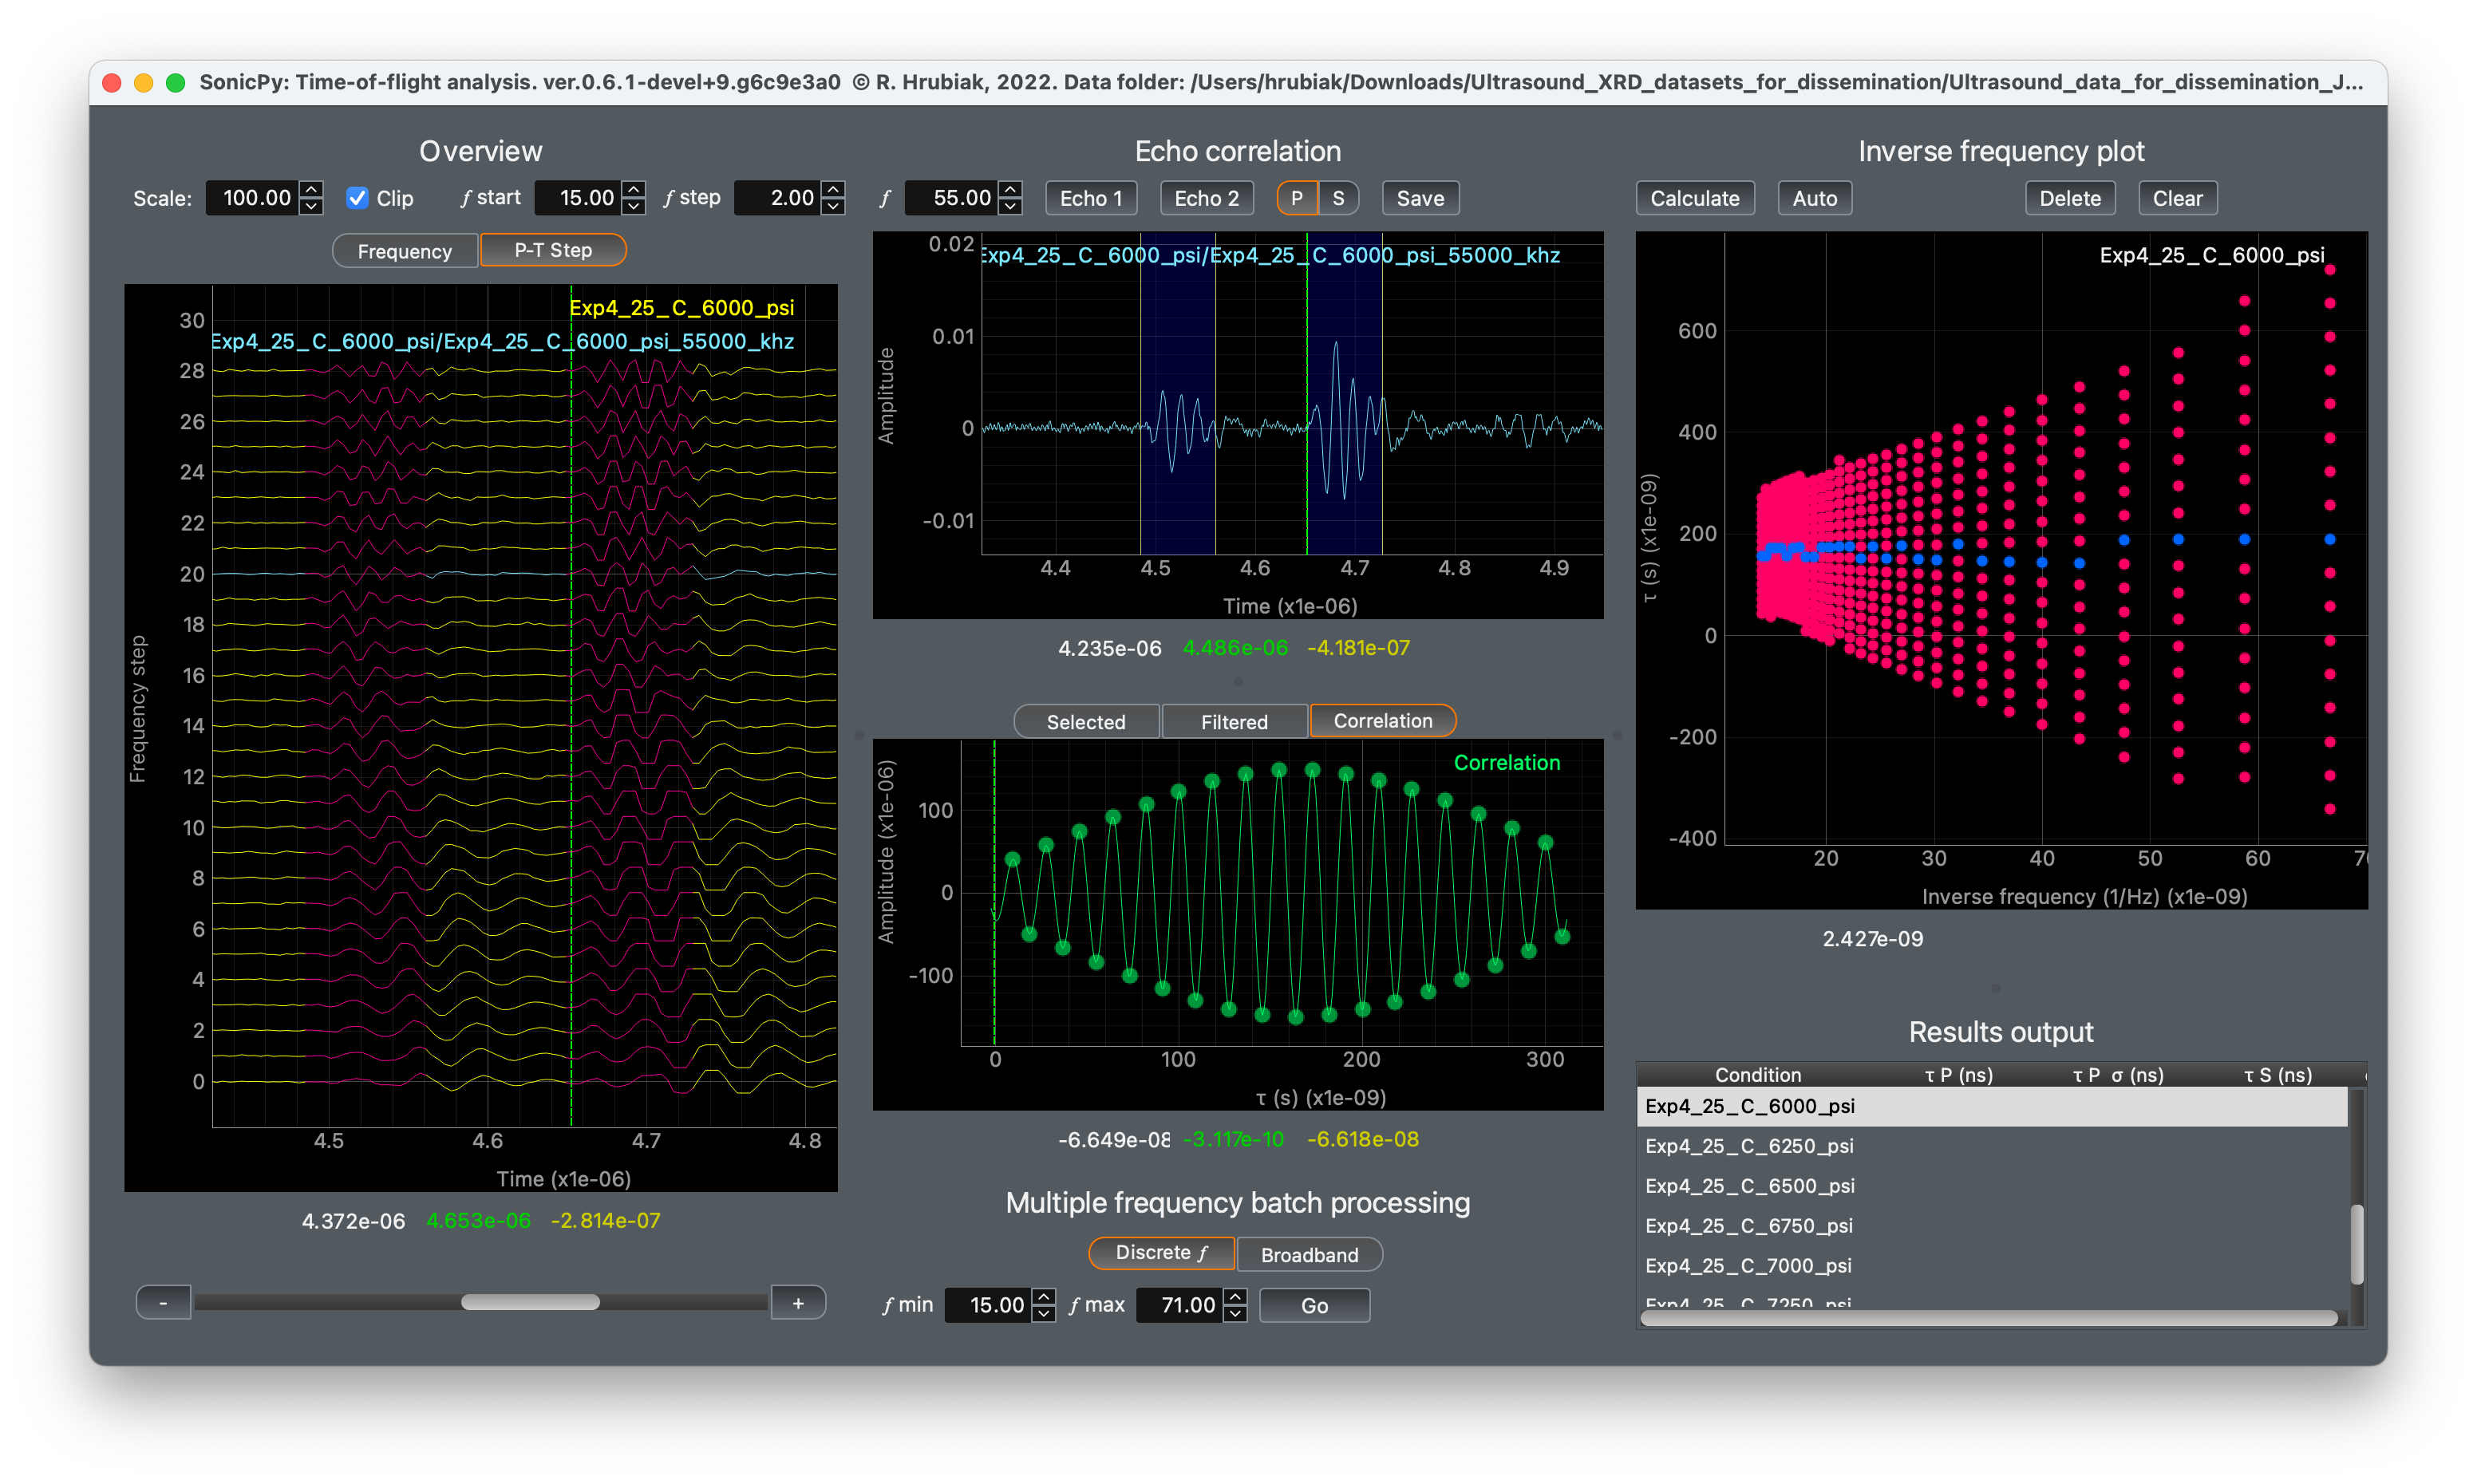 SonicPy: Time-of-flight analysis. ver.0.6.1-devel+9.g6c9e3a0 © R. Hrubiak, 2022. Data folder: /Users/hrubiak/Downloads/Ultrasound_XRD_datasets_for_dissemination/Ultrasound_data_for_dissemination_J...
Overview
Scale: 100.00 Clip f start 15.00 f step 2.00
Frequency P-T Step
Exp4_25_C_6000_psi
Exp4_25_C_6000_psi/Exp4_25_C_6000_psi_55000_khz
30
28
26
24
22
20
18
16
14
12
10
8
6
4
2
0
Frequency step
4.5 4.6 4.7 4.8
Time (x1e-06)
4.372e-06 4.653e-06 -2.814e-07
- +
Echo correlation
f 55.00 Echo 1 Echo 2 P S Save
Exp4_25_C_6000_psi/Exp4_25_C_6000_psi_55000_khz
0.02
0.01
0
-0.01
Amplitude
4.4 4.5 4.6 4.7 4.8 4.9
Time (x1e-06)
4.235e-06 4.486e-06 -4.181e-07
Selected Filtered Correlation
Correlation
100
0
-100
Amplitude (x1e-06)
0 100 200 300
τ (s) (x1e-09)
-6.649e-08 -3.117e-10 -6.618e-08
Multiple frequency batch processing
Discrete f Broadband
f min 15.00 f max 71.00 Go
Inverse frequency plot
Calculate Auto Delete Clear
Exp4_25_C_6000_psi
600
400
200
0
-200
-400
τ (s) (x1e-09)
20 30 40 50 60
Inverse frequency (1/Hz) (x1e-09)
2.427e-09
Results output
Condition τ P (ns) τ P σ (ns) τ S (ns)
Exp4_25_C_6000_psi
Exp4_25_C_6250_psi
Exp4_25_C_6500_psi
Exp4_25_C_6750_psi
Exp4_25_C_7000_psi
Exp4_25_C_7250_psi